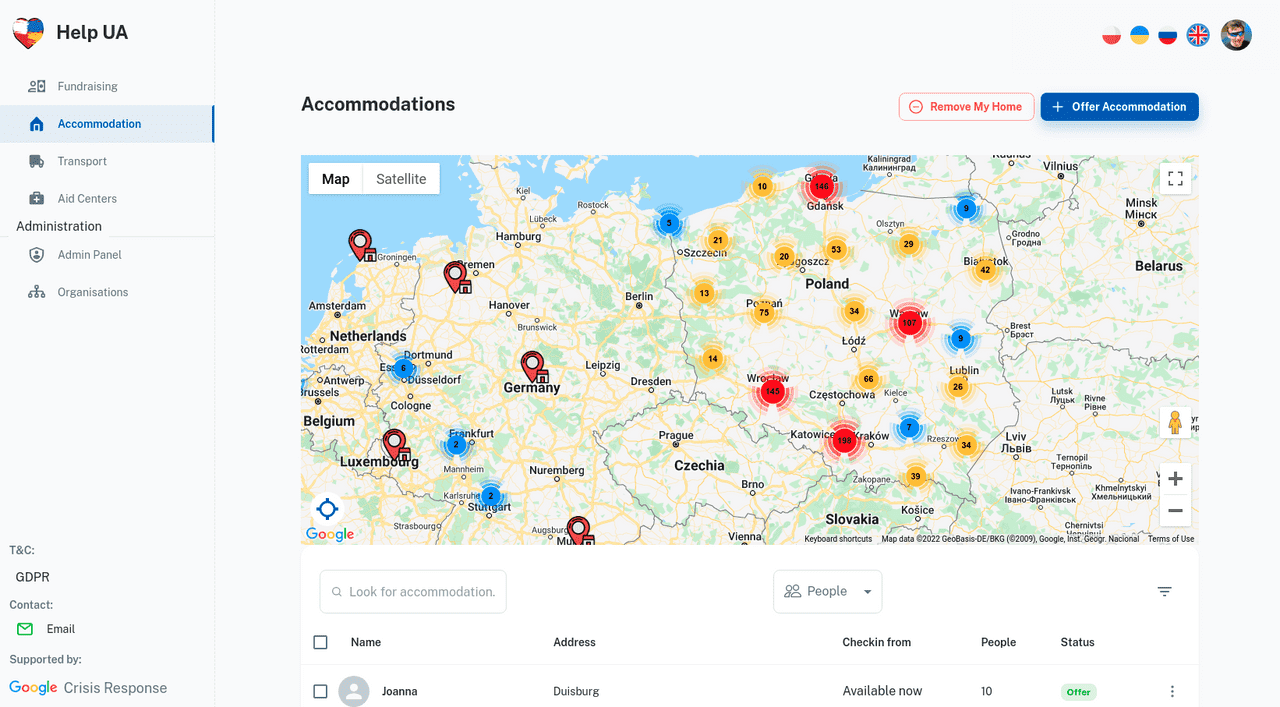 Help UA
Fundraising
Accommodation
Transport
Aid Centers
Administration
Admin Panel
Organisations
T&C:
GDPR
Contact:
Email
Supported by:
Google Crisis Response
Accommodations
Remove My Home
Offer Accommodation
Map
Satellite
Kaliningrad
Калининград
Vilnius
Kiel
Rostock
10
146
Gdańsk
9
Minsk
Мінск
Lübeck
Hamburg
5
21
Olsztyn
29
Grodno
Гродна
Groningen
Szczecin
20
53
Bremen
42
Belarus
Amsterdam
Berlin
13
Poland
Hanover
75
34
Netherlands
Brunswick
107
Brest
Брэст
Rotterdam
Łódź
9
Dortmund
14
6
Leipzig
Lublin
Antwerp
Düsseldorf
Germany
Dresden
Wrocław
145
66
26
Częstochowa
Kielce
Lutsk
Луцьк
Rivne
Рівне
Cologne
Belgium
Frankfurt
2
Prague
Katowice
198
Kraków
7
Rzeszow
34
Lviv
Львів
Luxembourg
Mannheim
Nuremberg
Czechia
Ternopil
Тернопіль
Karlsruhe
2
Stuttgart
Brno
Zakopane
39
Ivano-Frankivsk
Івано-Франківськ
Khmelnytskyi
Хмельницький
Strasbourg
Augsburg
Vienna
Slovakia
Košice
Chernivtsi
Чернівці
Google
Keyboard shortcuts
Map data ©2022 GeoBasis-DE/BKG (©2009), Google, Inst. Geogr. Nacional
Terms of Use
Look for accommodation.
People
Name
Address
Checkin from
People
Status
Joanna
Duisburg
Available now
10
Offer